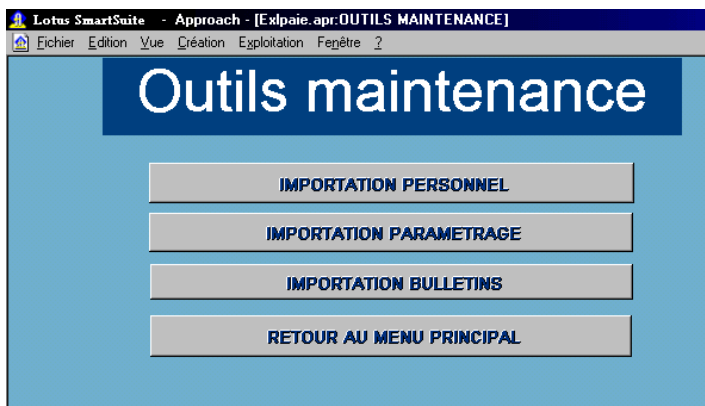 Lotus SmartSuite - Approach - [Exlpaie.apr:OUTILS MAINTENANCE]
Fichier Edition Vue Création Exploitation Fenêtre ?
Outils maintenance
IMPORTATION PERSONNEL
IMPORTATION PARAMETRAGE
IMPORTATION BULLETINS
RETOUR AU MENU PRINCIPAL